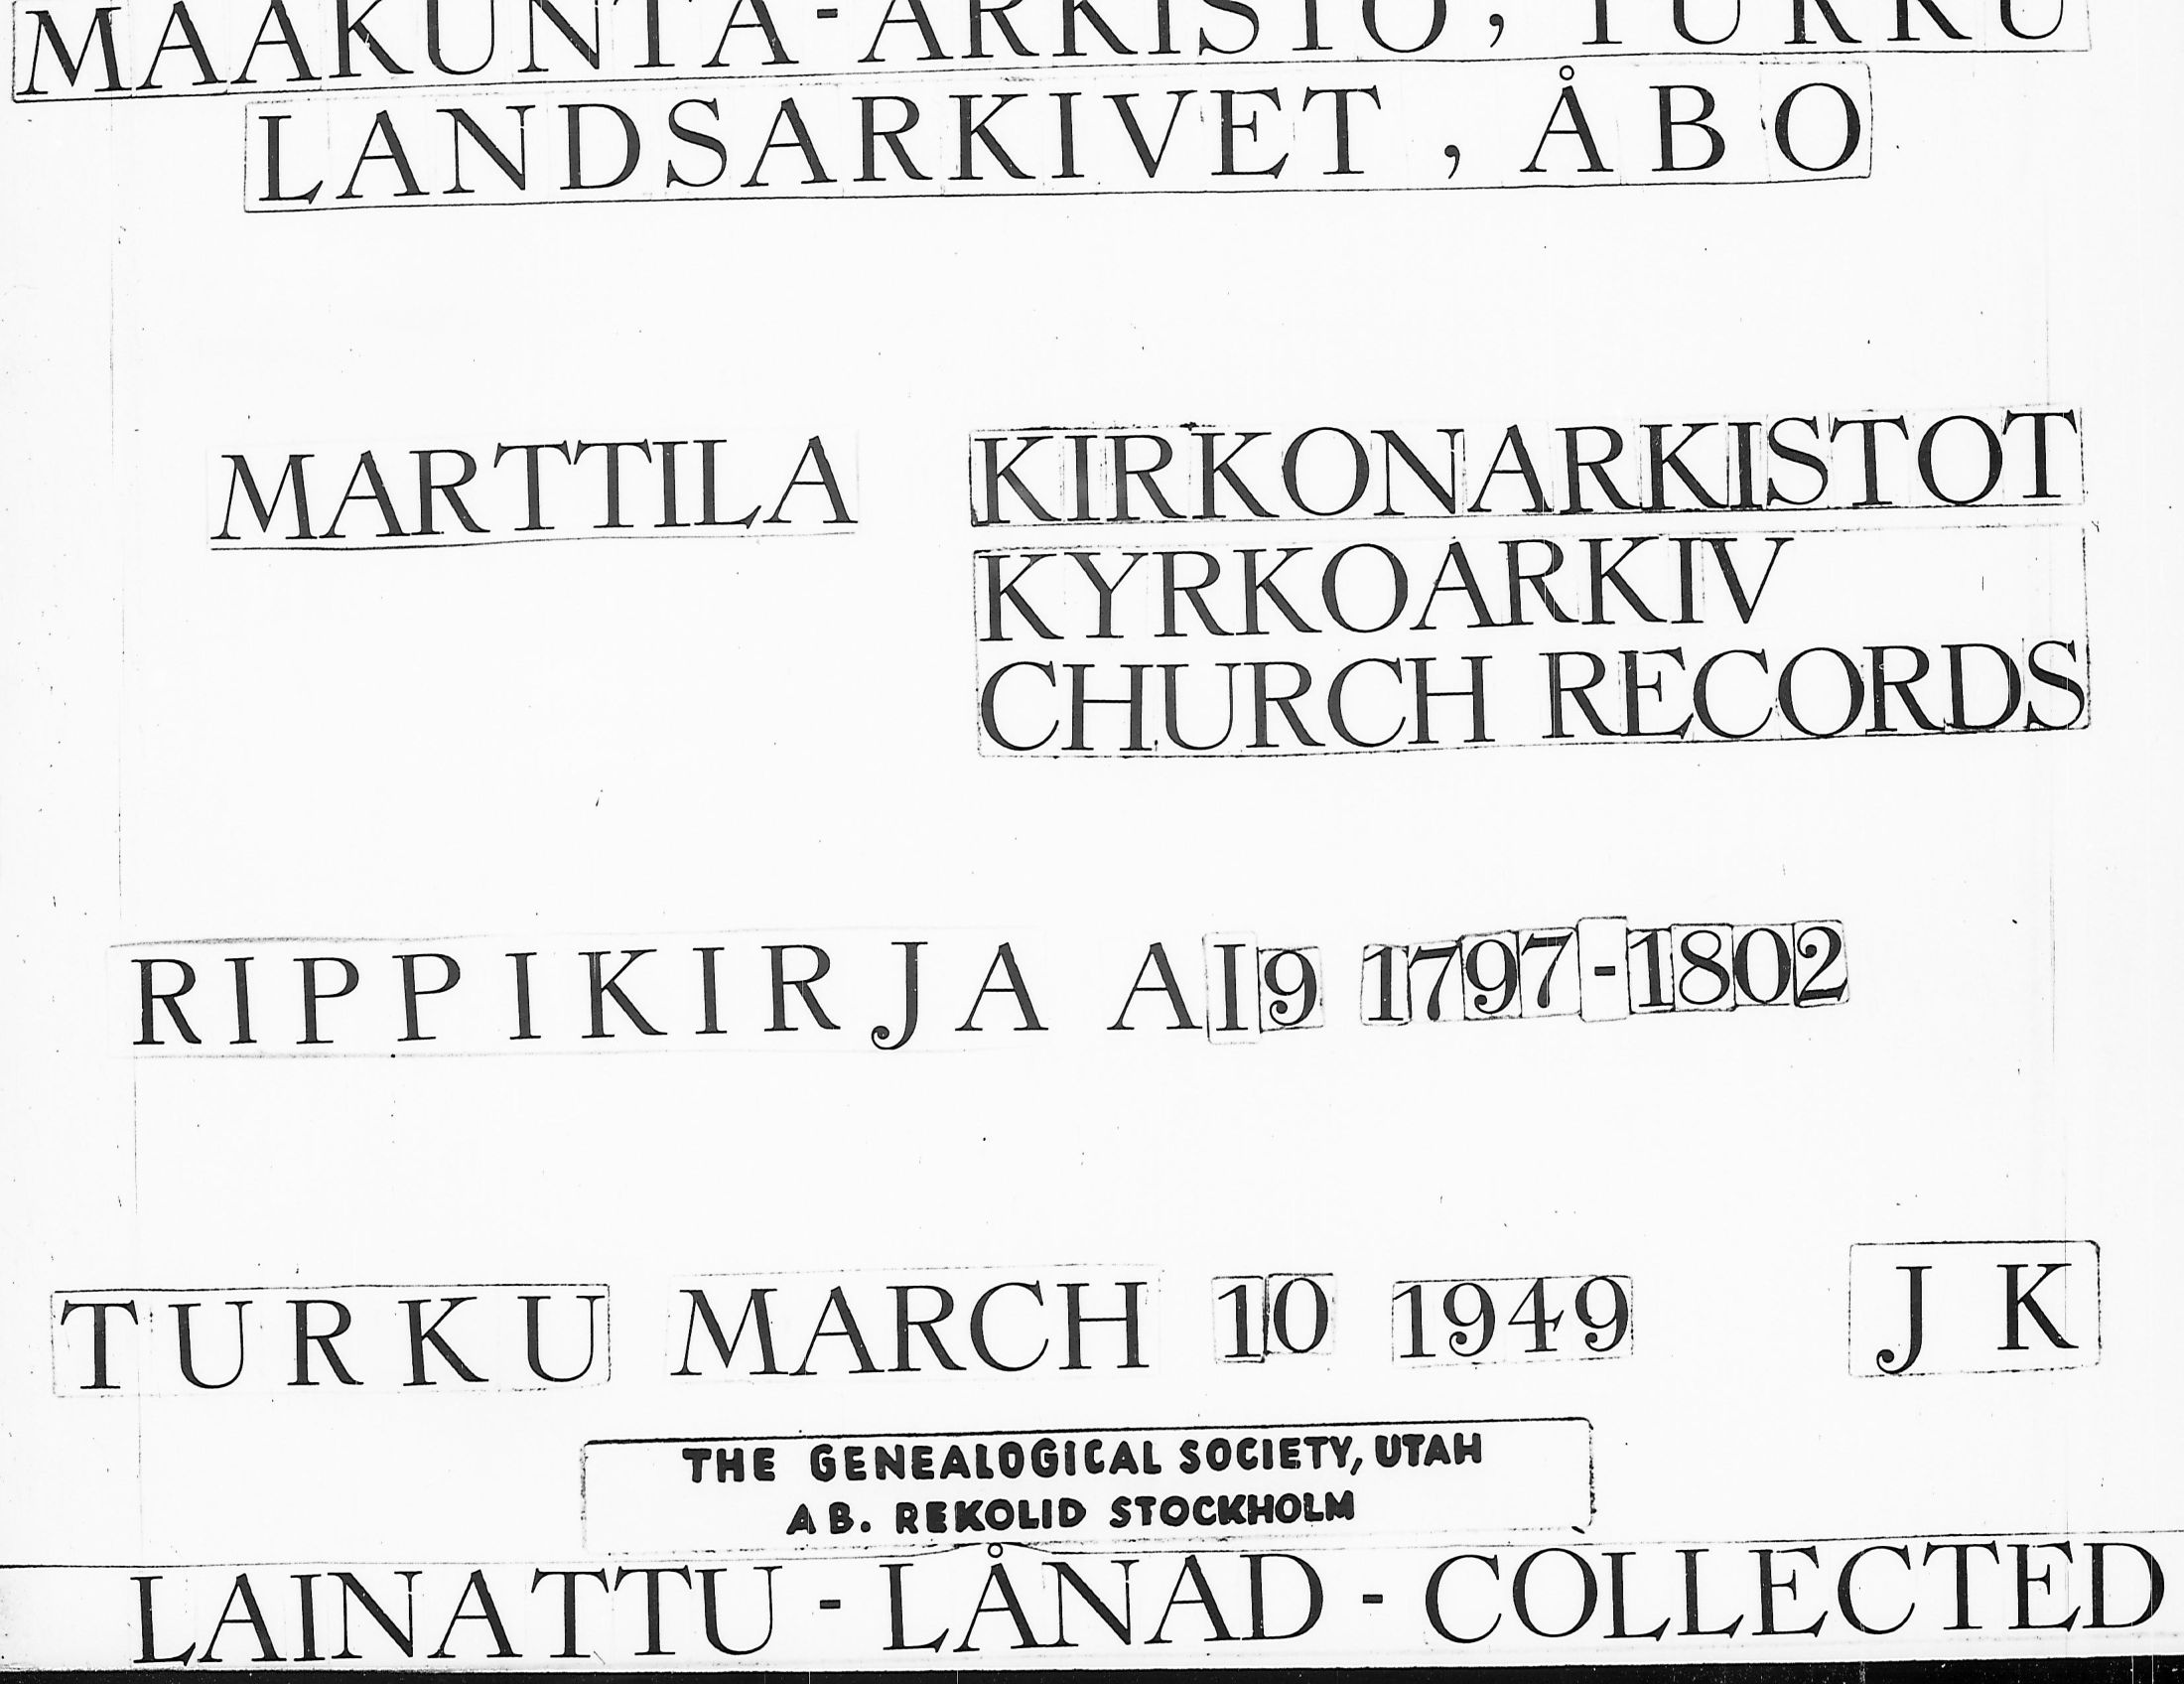 MAAKUNTA-ARKISTO, TURKU
LANDSARKIVET, ÅBO
MARTTILA KIRKONARKISTOT
KYRKOARKIV
CHURCH RECORDS
RIPPIKIRJA AI9 1797-1802
TURKU MARCH 10 1949 JK
THE GENEALOGICAL SOCIETY, UTAH
AB. REKOLID STOCKHOLM
LAINATTU - LÅNAD - COLLECTED